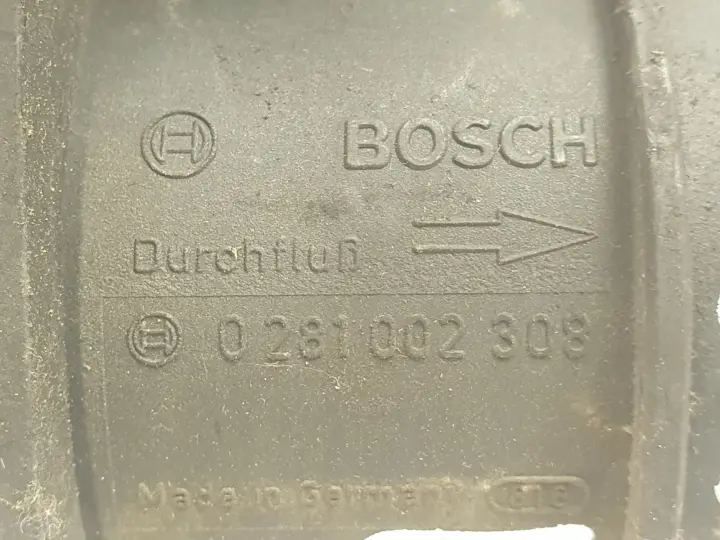 BOSCH
Durchfluß
0 281 002 308
Made in Germany